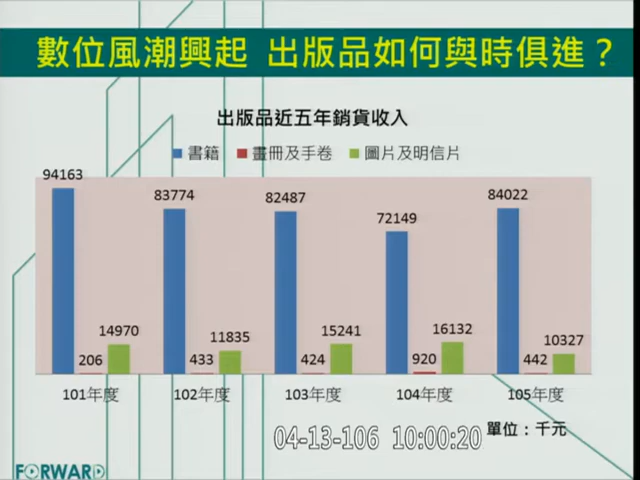 數位風潮興起 出版品如何與時俱進？
出版品近五年銷貨收入
書籍 畫冊及手卷 圖片及明信片
94163 83774 82487 72149 84022
14970 11835 15241 16132 10327
206 433 424 920 442
101年度 102年度 103年度 104年度 105年度
單位：千元
04-13-106 10:00:20
FORWARD